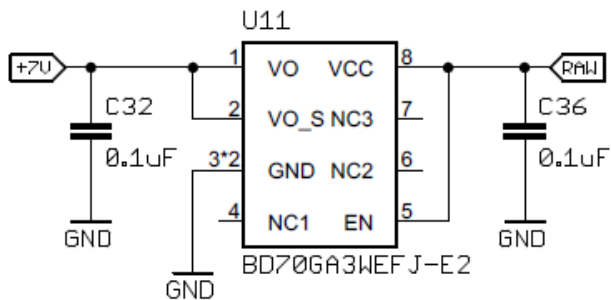 U11
+7V
1
VO
VCC
8
RAW
C32
0.1uF
2
VO_S
NC3
7
C36
0.1uF
3*2
GND
NC2
6
4
NC1
EN
5
GND
GND
GND
BD70GA3WEFJ-E2